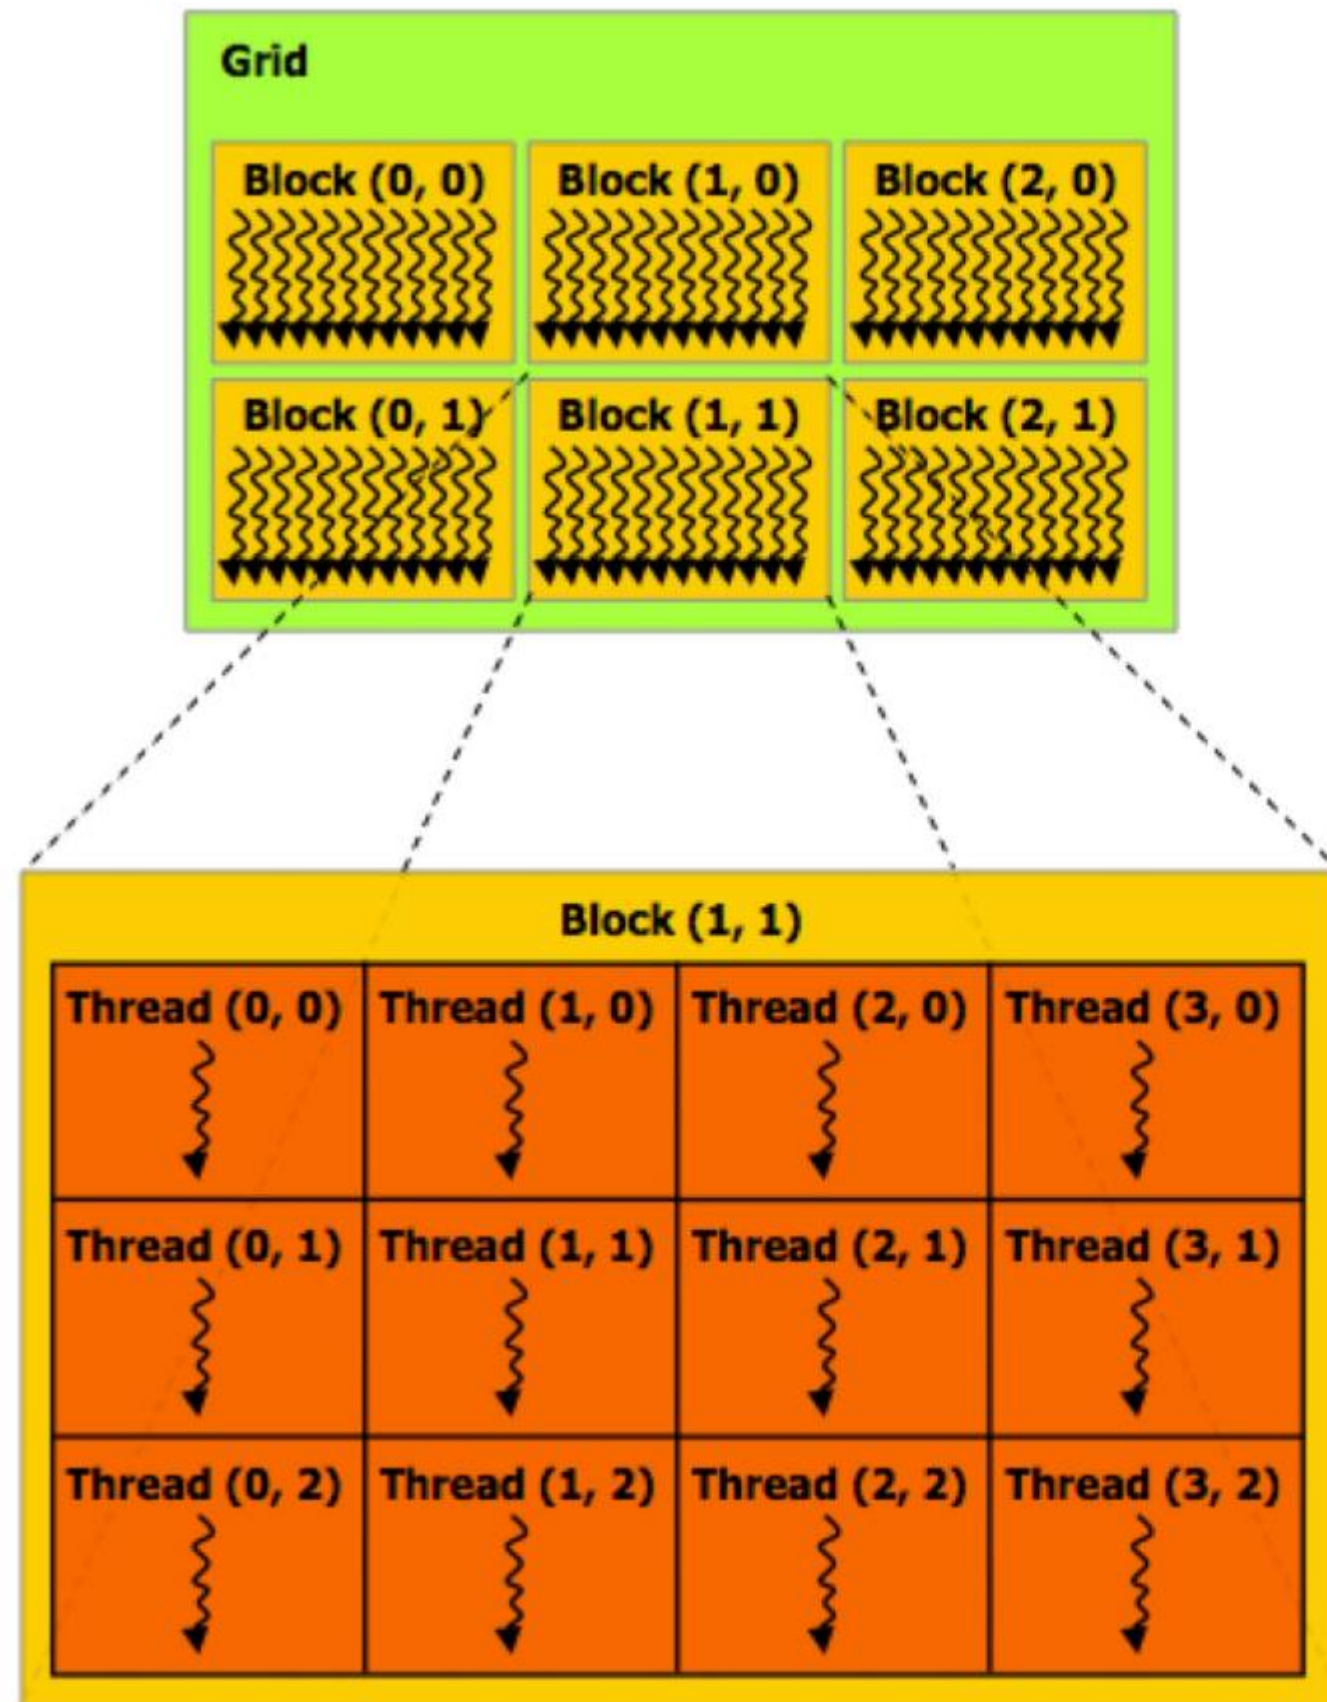 Grid
Block (0, 0) Block (1, 0) Block (2, 0)
Block (0, 1) Block (1, 1) Block (2, 1)
Block (1, 1)
Thread (0, 0) Thread (1, 0) Thread (2, 0) Thread (3, 0)
Thread (0, 1) Thread (1, 1) Thread (2, 1) Thread (3, 1)
Thread (0, 2) Thread (1, 2) Thread (2, 2) Thread (3, 2)